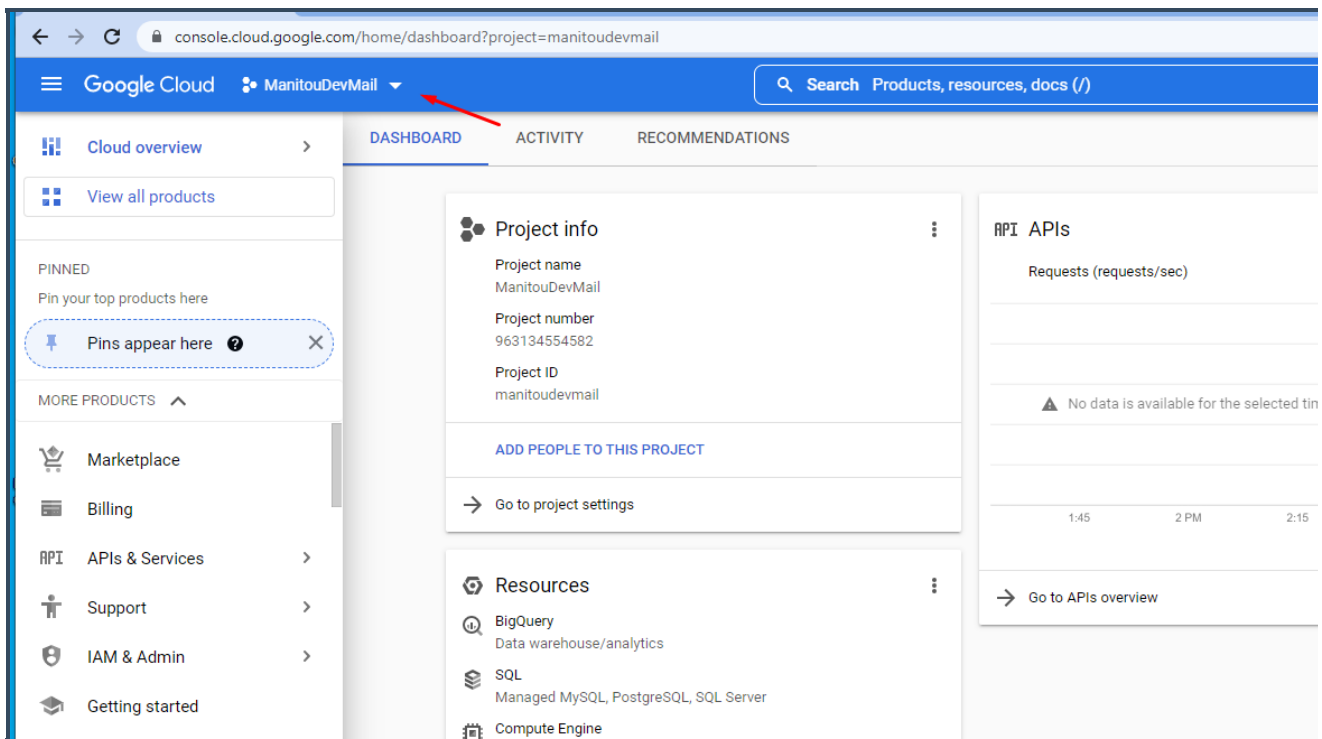 console.cloud.google.com/home/dashboard?project=manitoudevmail
Google Cloud
ManitouDevMail
Search Products, resources, docs (/)
Cloud overview
View all products
PINNED
Pin your top products here
Pins appear here
MORE PRODUCTS
Marketplace
Billing
API APIs & Services
Support
IAM & Admin
Getting started
DASHBOARD ACTIVITY RECOMMENDATIONS
Project info
Project name
ManitouDevMail
Project number
963134554582
Project ID
manitoudevmail
ADD PEOPLE TO THIS PROJECT
Go to project settings
Resources
BigQuery
Data warehouse/analytics
SQL
Managed MySQL, PostgreSQL, SQL Server
Compute Engine
API APIs
Requests (requests/sec)
No data is available for the selected
1:45 2 PM 2:15
Go to APIs overview